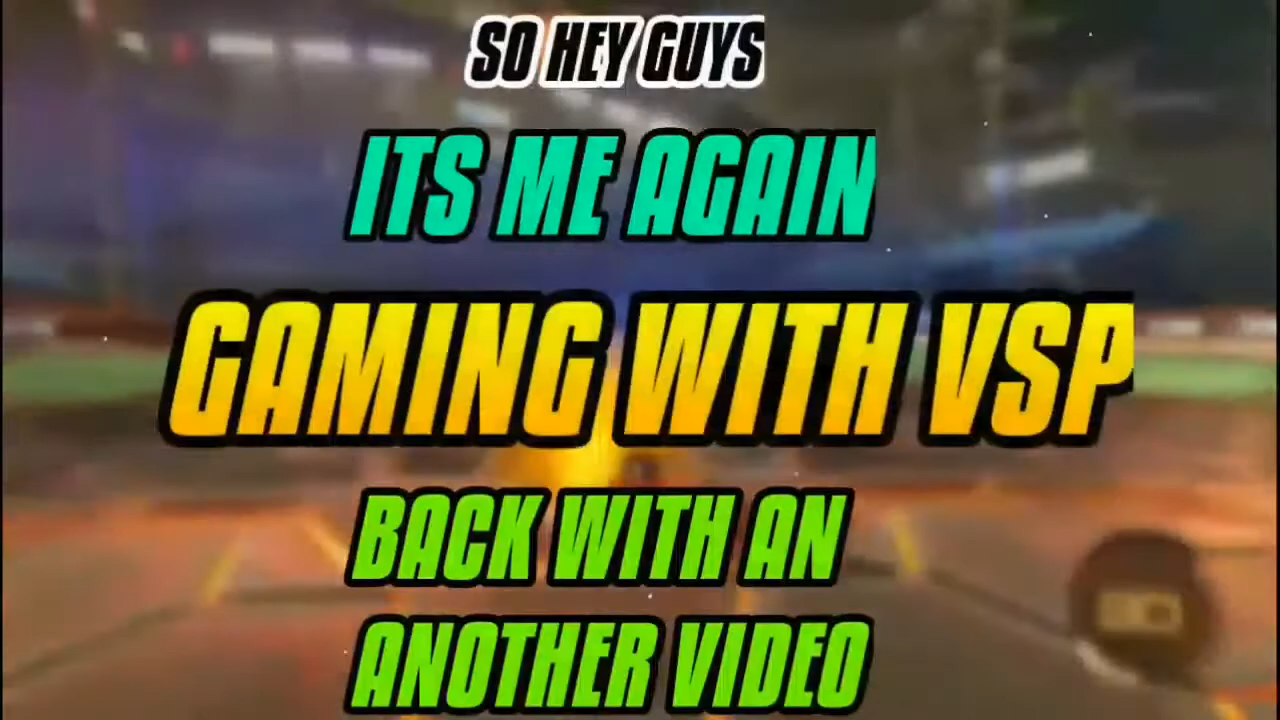 SO HEY GUYS
ITS ME AGAIN
GAMING WITH VSP
BACK WITH AN
ANOTHER VIDEO